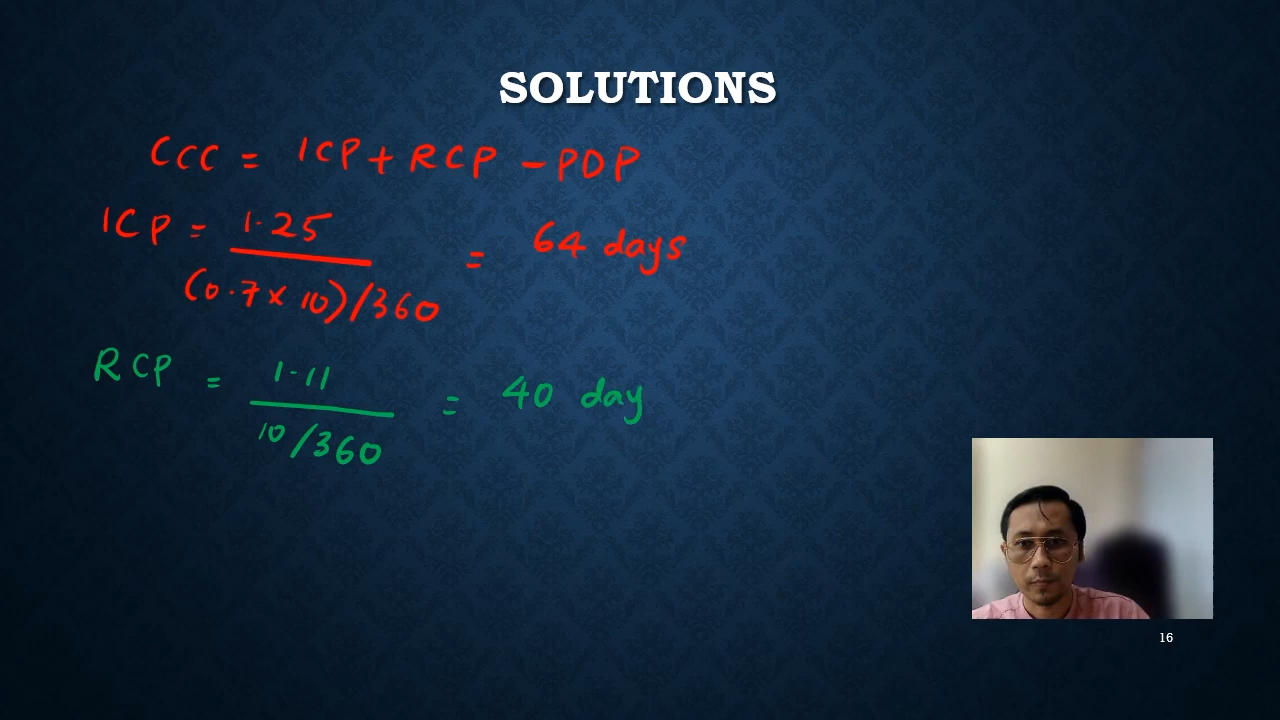 SOLUTIONS
CCC = ICP + RCP - PDP
ICP = 1.25 / (0.7 x 10)/360 = 64 days
RCP = 1.11 / 10/360 = 40 day
16